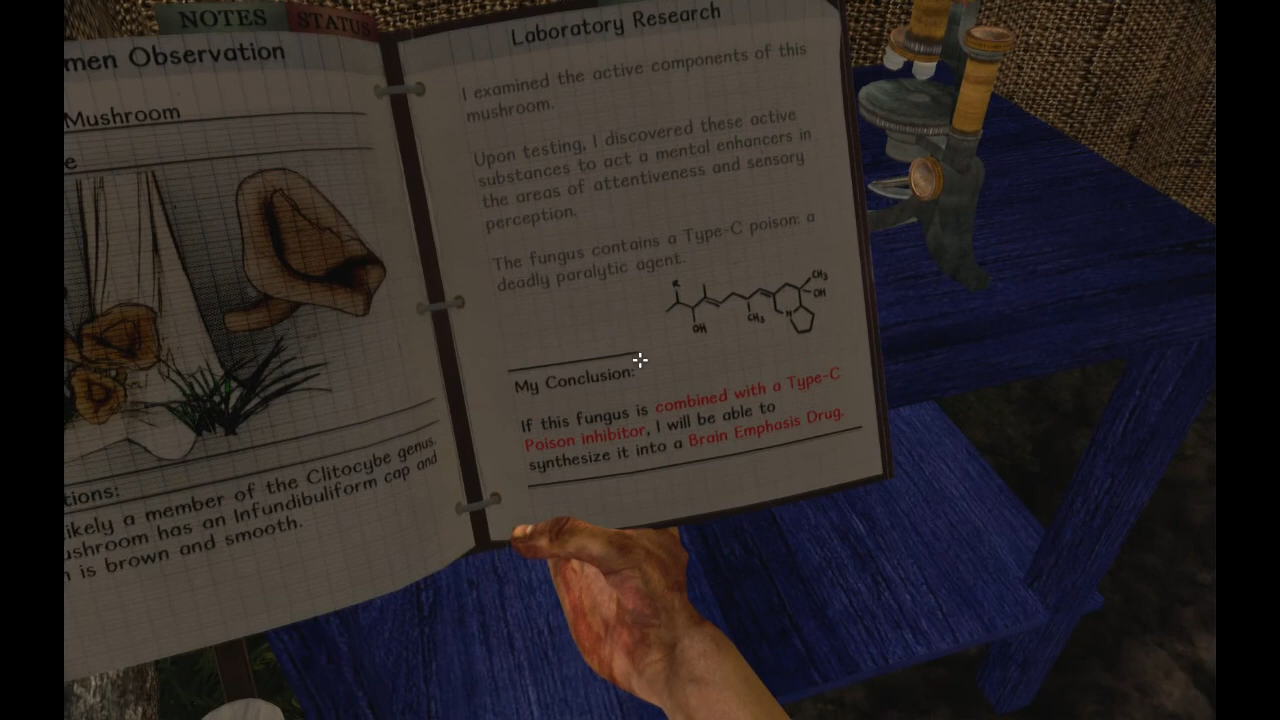 NOTES STATUS
men Observation
Mushroom
e
tions:
ikely a member of the Clitocybe genus.
ushroom has an Infundibuliform cap and
is brown and smooth.
Laboratory Research
I examined the active components of this
mushroom.
Upon testing, I discovered these active
substances to act a mental enhancers in
the areas of attentiveness and sensory
perception.
The fungus contains a Type-C poison: a
deadly paralytic agent.
R
CH3
OH
OH
CH3
N
My Conclusion:
If this fungus is combined with a Type-C
Poison inhibitor, I will be able to
synthesize it into a Brain Emphasis Drug.